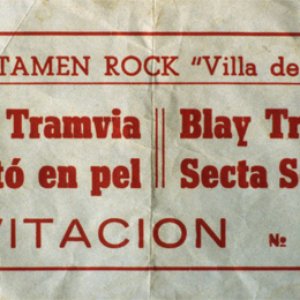 TAMEN ROCK "Villa de
Tramvia Blay Tr
tó en pel Secta S
VITACION Nº